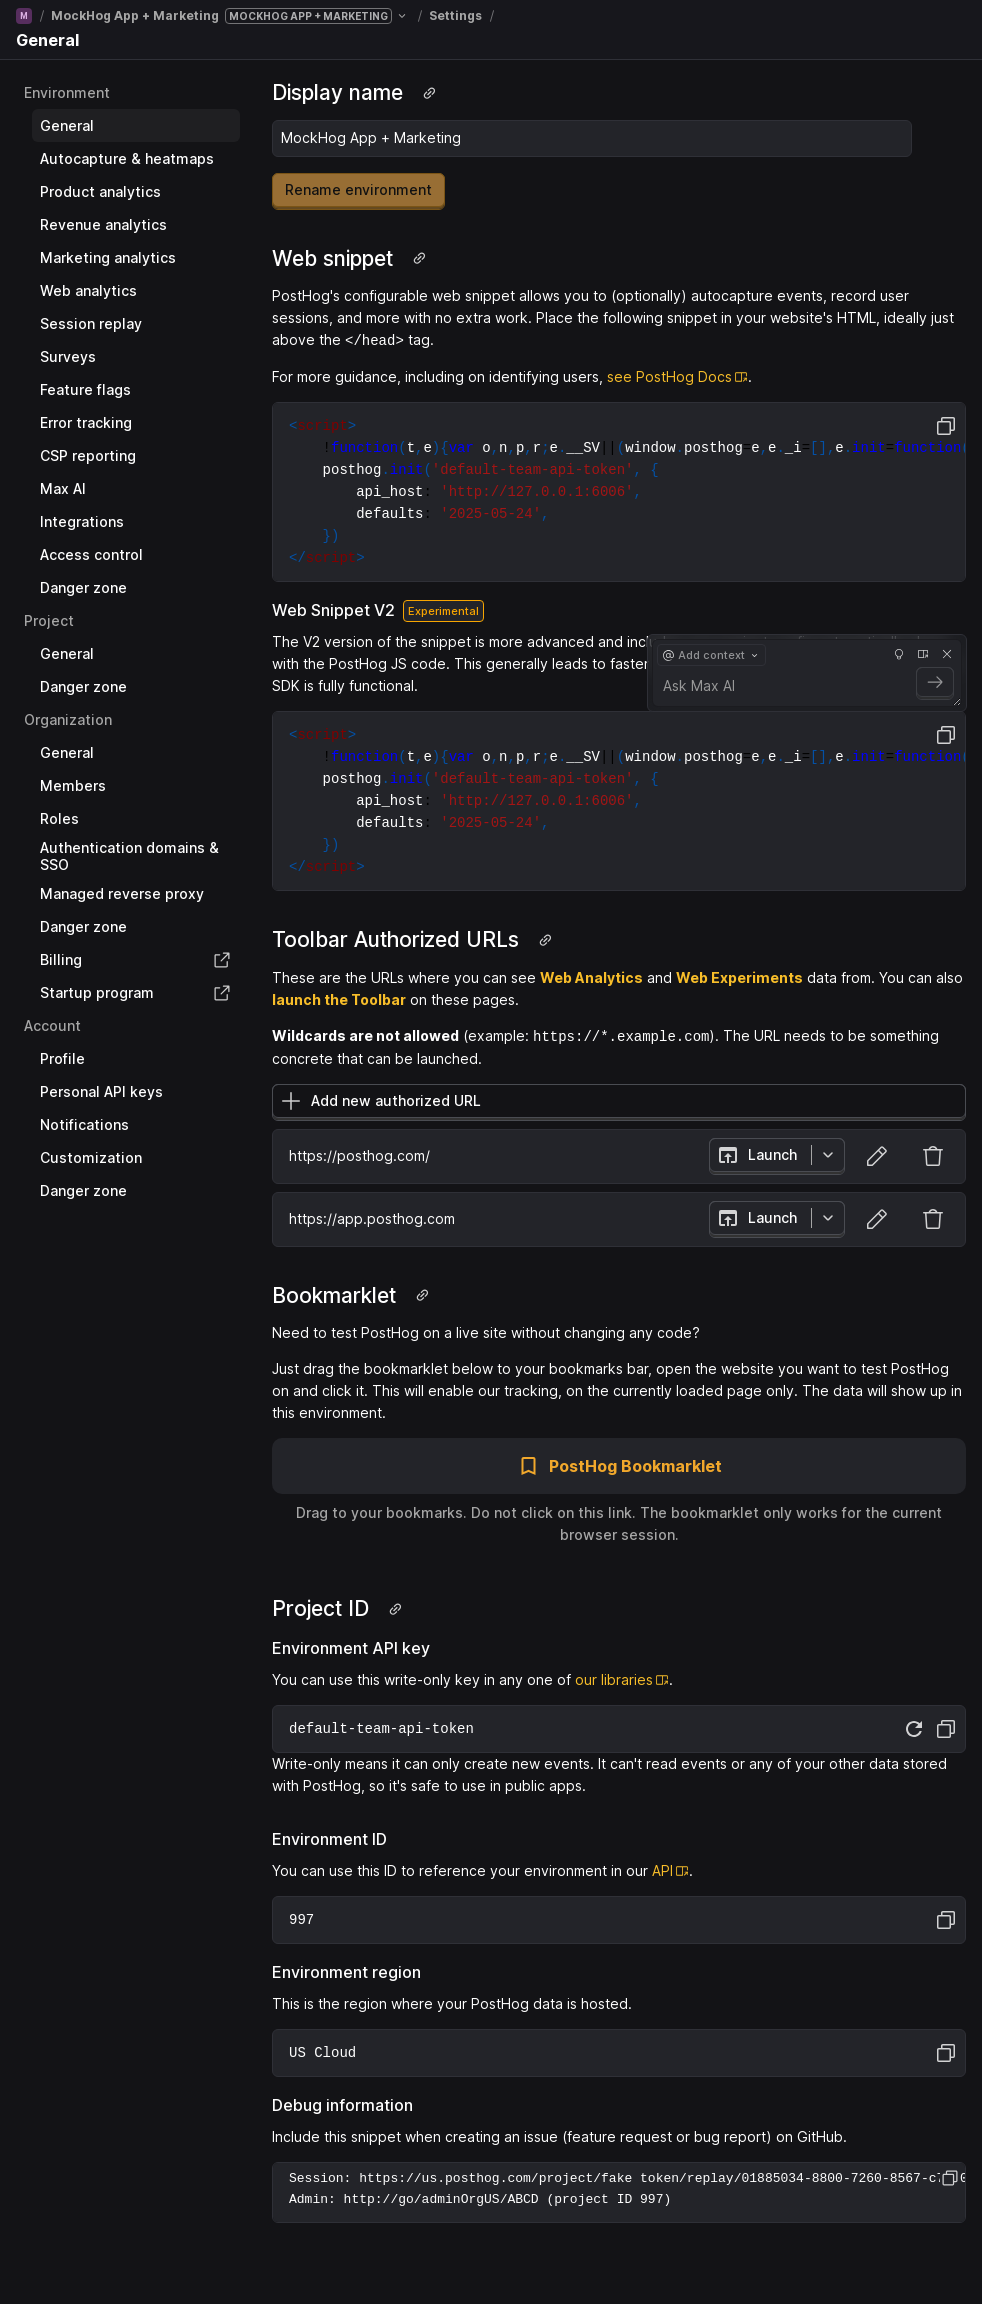 M / MockHog App + Marketing MOCKHOG APP + MARKETING / Settings /
General
Environment
General
Autocapture & heatmaps
Product analytics
Revenue analytics
Marketing analytics
Web analytics
Session replay
Surveys
Feature flags
Error tracking
CSP reporting
Max AI
Integrations
Access control
Danger zone
Project
General
Danger zone
Organization
General
Members
Roles
Authentication domains &
SSO
Managed reverse proxy
Danger zone
Billing
Startup program
Account
Profile
Personal API keys
Notifications
Customization
Danger zone
Display name
MockHog App + Marketing
Rename environment
Web snippet
PostHog's configurable web snippet allows you to (optionally) autocapture events, record user
sessions, and more with no extra work. Place the following snippet in your website's HTML, ideally just
above the </head> tag.
For more guidance, including on identifying users, see PostHog Docs.
<script>
!function(t,e){var o,n,p,r;e.__SV||(window.posthog=e,e._i=[],e.init=function(
posthog.init('default-team-api-token', {
api_host: 'http://127.0.0.1:6006',
defaults: '2025-05-24',
})
</script>
Web Snippet V2 Experimental
The V2 version of the snippet is more advanced and
with the PostHog JS code. This generally leads to faster
SDK is fully functional.
@ Add context
Ask Max AI
<script>
!function(t,e){var o,n,p,r;e.__SV||(window.posthog=e,e._i=[],e.init=function(
posthog.init('default-team-api-token', {
api_host: 'http://127.0.0.1:6006',
defaults: '2025-05-24',
})
</script>
Toolbar Authorized URLs
These are the URLs where you can see Web Analytics and Web Experiments data from. You can also
launch the Toolbar on these pages.
Wildcards are not allowed (example: https://*.example.com). The URL needs to be something
concrete that can be launched.
Add new authorized URL
https://posthog.com/ Launch
https://app.posthog.com Launch
Bookmarklet
Need to test PostHog on a live site without changing any code?
Just drag the bookmarklet below to your bookmarks bar, open the website you want to test PostHog
on and click it. This will enable our tracking, on the currently loaded page only. The data will show up in
this environment.
PostHog Bookmarklet
Drag to your bookmarks. Do not click on this link. The bookmarklet only works for the current
browser session.
Project ID
Environment API key
You can use this write-only key in any one of our libraries.
default-team-api-token
Write-only means it can only create new events. It can't read events or any of your other data stored
with PostHog, so it's safe to use in public apps.
Environment ID
You can use this ID to reference your environment in our API.
997
Environment region
This is the region where your PostHog data is hosted.
US Cloud
Debug information
Include this snippet when creating an issue (feature request or bug report) on GitHub.
Session: https://us.posthog.com/project/fake token/replay/01885034-8800-7260-8567-
Admin: http://go/adminOrgUS/ABCD (project ID 997)